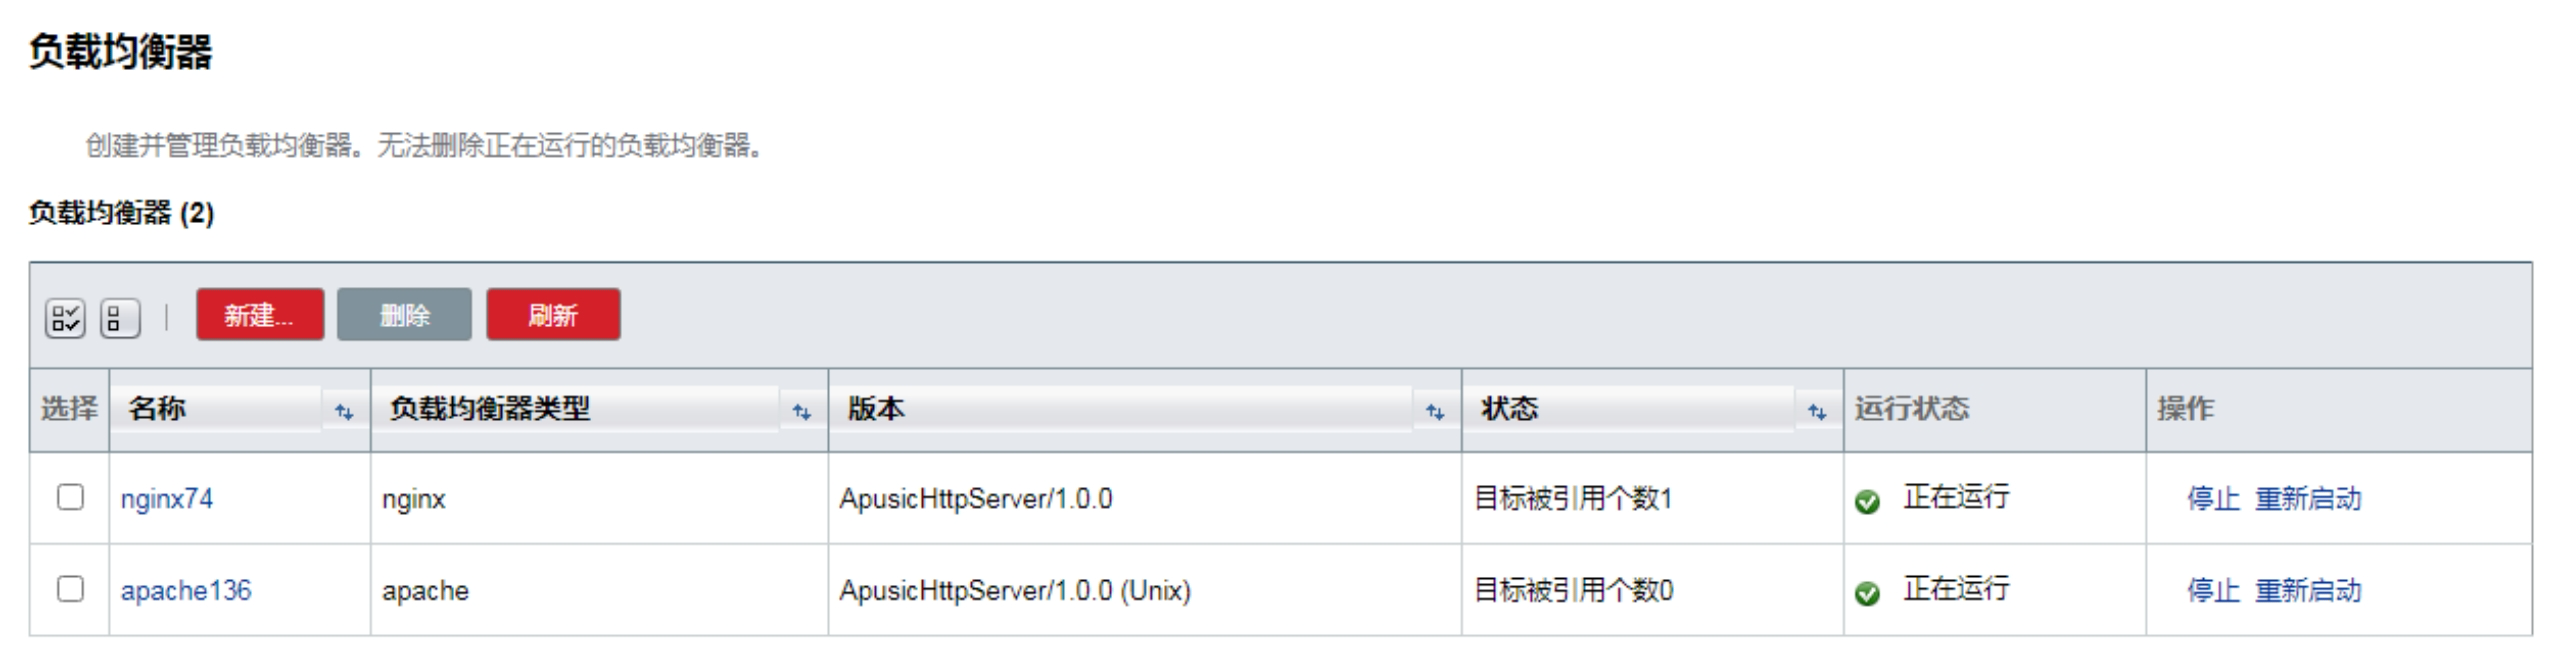 负载均衡器
创建并管理负载均衡器。无法删除正在运行的负载均衡器。
负载均衡器 (2)
新建... 删除 刷新
选择 名称 负载均衡器类型 版本 状态 运行状态 操作
nginx74 nginx ApusicHttpServer/1.0.0 目标被引用个数1 正在运行 停止 重新启动
apache136 apache ApusicHttpServer/1.0.0 (Unix) 目标被引用个数0 正在运行 停止 重新启动